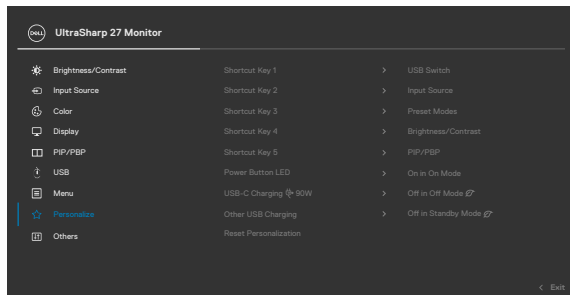 DELL UltraSharp 27 Monitor
Brightness/Contrast Shortcut Key 1 > USB Switch
Input Source Shortcut Key 2 > Input Source
Color Shortcut Key 3 > Preset Modes
Display Shortcut Key 4 > Brightness/Contrast
PIP/PBP Shortcut Key 5 > PIP/PBP
USB Power Button LED > On in On Mode
Menu USB-C Charging 90W > Off in Off Mode
Personalize Other USB Charging > Off in Standby Mode
Others Reset Personalization
< Exit